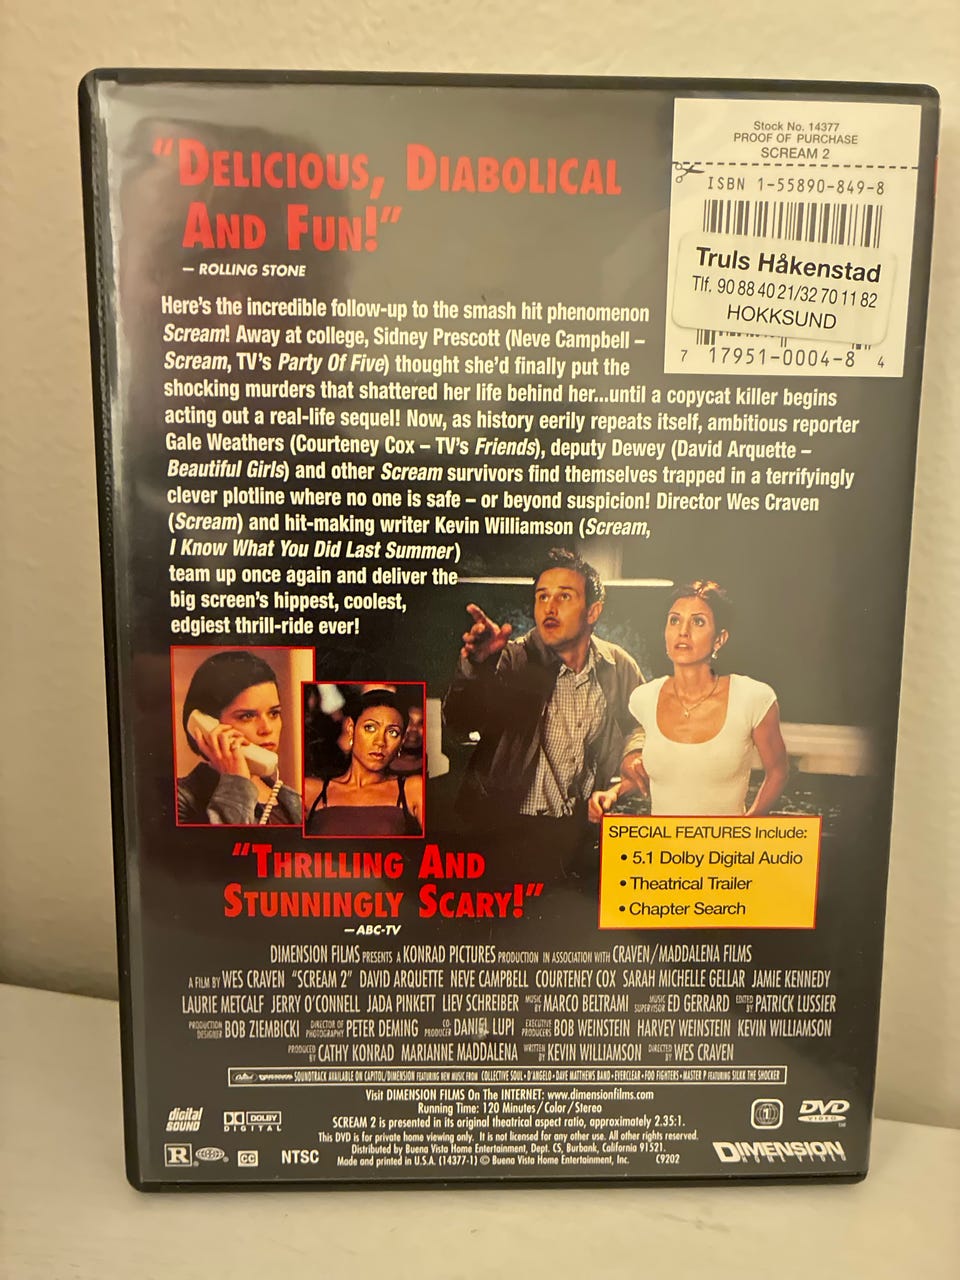 "DELICIOUS, DIABOLICAL
AND FUN!"
– ROLLING STONE
Stock No. 14377
PROOF OF PURCHASE
SCREAM 2
ISBN 1-55890-849-8
Truls Håkenstad
Tlf. 90 88 40 21/32 70 11 82
HOKKSUND
7 17951-0004-8 4
Here's the incredible follow-up to the smash hit phenomenon
Scream! Away at college, Sidney Prescott (Neve Campbell –
Scream, TV's Party Of Five) thought she'd finally put the
shocking murders that shattered her life behind her...until a copycat killer begins
acting out a real-life sequel! Now, as history eerily repeats itself, ambitious reporter
Gale Weathers (Courteney Cox – TV's Friends), deputy Dewey (David Arquette –
Beautiful Girls) and other Scream survivors find themselves trapped in a terrifyingly
clever plotline where no one is safe – or beyond suspicion! Director Wes Craven
(Scream) and hit-making writer Kevin Williamson (Scream,
I Know What You Did Last Summer)
team up once again and deliver the
big screen's hippest, coolest,
edgiest thrill-ride ever!
"THRILLING AND
STUNNINGLY SCARY!"
– ABC-TV
SPECIAL FEATURES Include:
• 5.1 Dolby Digital Audio
• Theatrical Trailer
• Chapter Search
DIMENSION FILMS PRESENTS A KONRAD PICTURES PRODUCTION IN ASSOCIATION WITH CRAVEN/MADDALENA FILMS
A FILM BY WES CRAVEN "SCREAM 2" DAVID ARQUETTE NEVE CAMPBELL COURTENEY COX SARAH MICHELLE GELLAR JAMIE KENNEDY
LAURIE METCALF JERRY O'CONNELL JADA PINKETT LIEV SCHREIBER MUSIC BY MARCO BELTRAMI MUSIC SUPERVISOR ED GERRARD EDITED BY PATRICK LUSSIER
PRODUCTION DESIGNER BOB ZIEMBICKI DIRECTOR OF PHOTOGRAPHY PETER DEMING CO-PRODUCER DANIEL LUPI EXECUTIVE PRODUCERS BOB WEINSTEIN HARVEY WEINSTEIN KEVIN WILLIAMSON
PRODUCED BY CATHY KONRAD MARIANNE MADDALENA WRITTEN BY KEVIN WILLIAMSON DIRECTED BY WES CRAVEN
SOUNDTRACK AVAILABLE ON CAPITOL/DIMENSION FEATURING NEW MUSIC FROM COLLECTIVE SOUL • D'ANGELO • DAVE MATTHEWS BAND • EVERCLEAR • FOO FIGHTERS • MASTER P FEATURING SILKK THE SHOCKER
Visit DIMENSION FILMS On The INTERNET: www.dimensionfilms.com
Running Time: 120 Minutes/Color/Stereo
SCREAM 2 is presented in its original theatrical aspect ratio, approximately 2.35:1.
This DVD is for private home viewing only. It is not licensed for any other use. All other rights reserved.
Distributed by Buena Vista Home Entertainment, Dept. CS, Burbank, California 91521.
Made and printed in U.S.A. (14377-1) © Buena Vista Home Entertainment, Inc. C9202
digital
SOUND
DOLBY
DIGITAL
R
CC
NTSC
1
DVD
VIDEO
DIMENSION